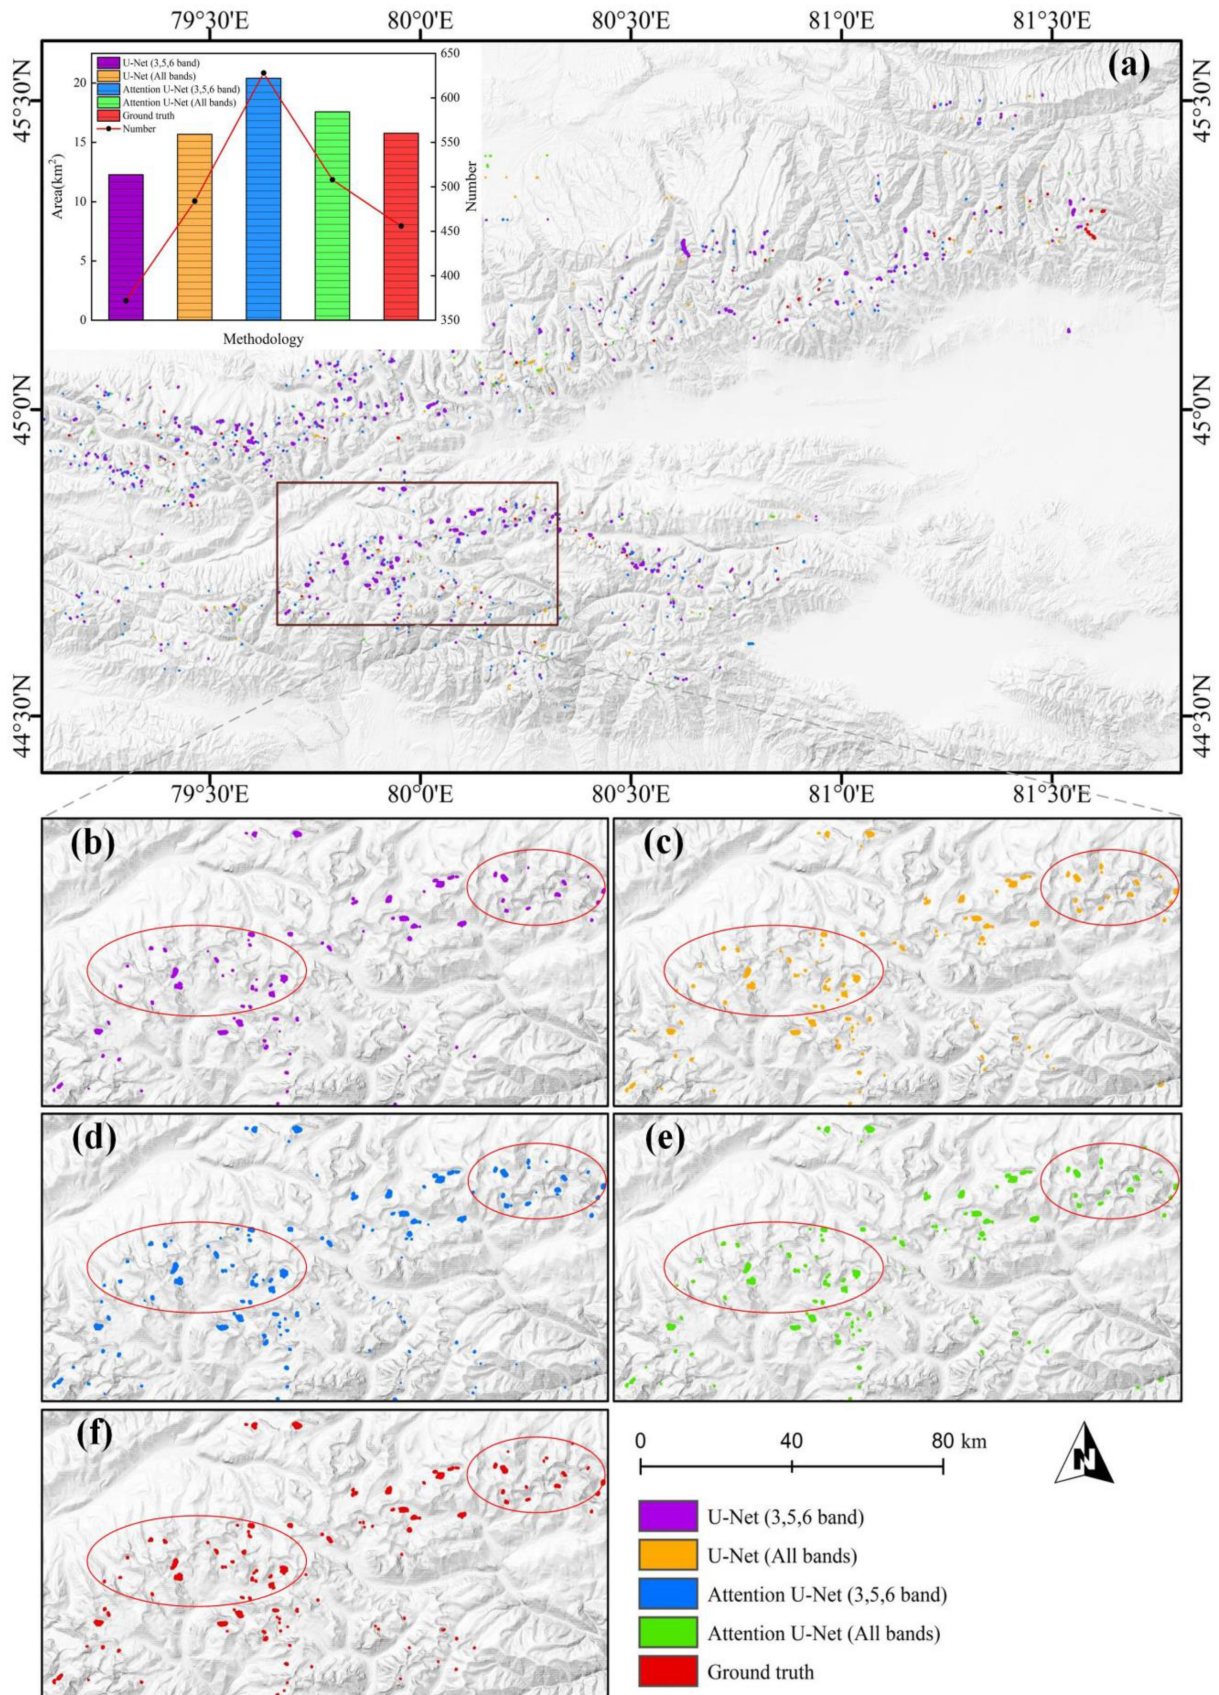 79°30'E 80°0'E 80°30'E 81°0'E 81°30'E
(a)
45°30'N 45°30'N
45°0'N 45°0'N
44°30'N 44°30'N
U-Net (3,5,6 band)
U-Net (All bands)
Attention U-Net (3,5,6 band)
Attention U-Net (All bands)
Ground truth
Number
20
15
10
5
0
Area(km²)
650
600
550
500
450
400
350
Number
Methodology
79°30'E 80°0'E 80°30'E 81°0'E 81°30'E
(b)
(c)
(d)
(e)
(f)
0 40 80 km
N
U-Net (3,5,6 band)
U-Net (All bands)
Attention U-Net (3,5,6 band)
Attention U-Net (All bands)
Ground truth